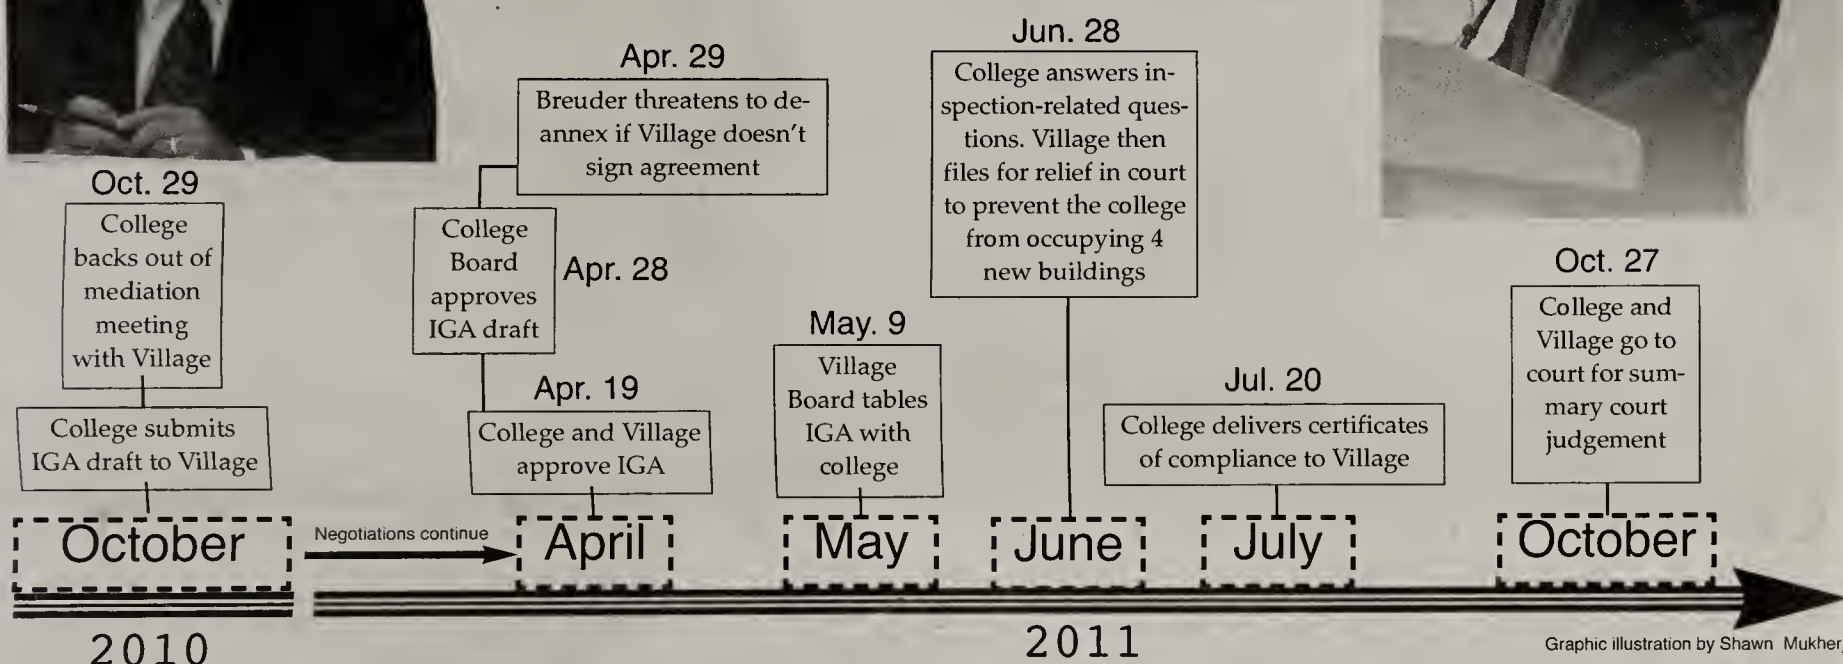 Oct. 29
College
backs out of
mediation
meeting
with Village
College submits
IGA draft to Village
October
Negotiations continue
Apr. 29
Breuder threatens to de-
annex if Village doesn't
sign agreement
College
Board
approves
IGA draft
Apr. 28
Apr. 19
College and Village
approve IGA
April
May. 9
Village
Board tables
IGA with
college
May
Jun. 28
College answers in-
spection-related ques-
tions. Village then
files for relief in court
to prevent the college
from occupying 4
new buildings
June
Jul. 20
College delivers certificates
of compliance to Village
July
Oct. 27
College and
Village go to
court for sum-
mary court
judgement
October
2010
2011
Graphic illustration by Shawn